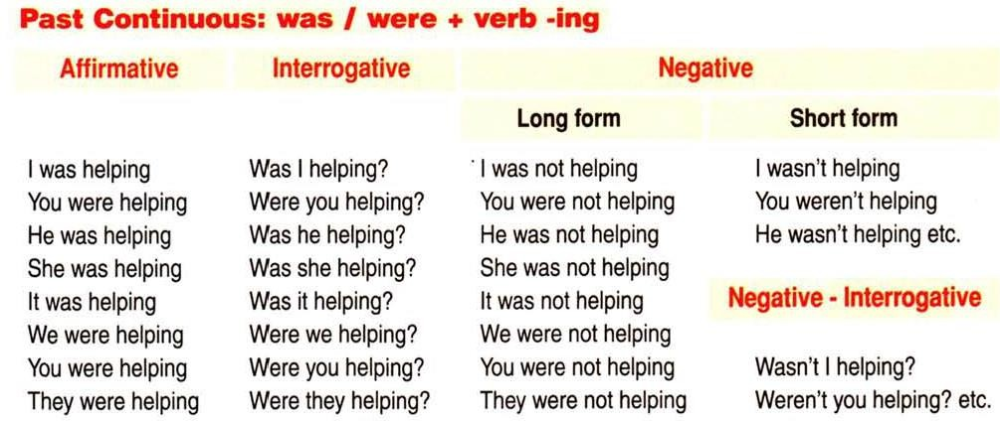 Past Continuous: was / were + verb -ing
Affirmative Interrogative Negative
Long form Short form
I was helping Was I helping? I was not helping I wasn't helping
You were helping Were you helping? You were not helping You weren't helping
He was helping Was he helping? He was not helping He wasn't helping etc.
She was helping Was she helping? She was not helping
It was helping Was it helping? It was not helping Negative - Interrogative
We were helping Were we helping? We were not helping
You were helping Were you helping? You were not helping Wasn't I helping?
They were helping Were they helping? They were not helping Weren't you helping? etc.